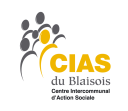 CIAS
du Blaisois
Centre Intercommunal
d'Action Sociale